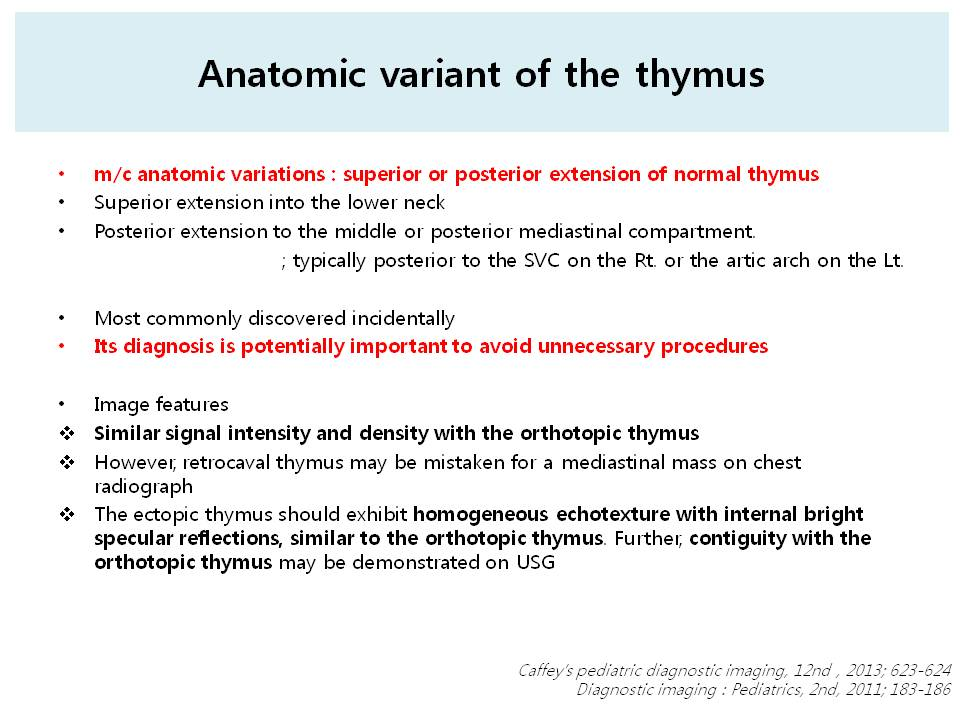 Anatomic variant of the thymus
• m/c anatomic variations : superior or posterior extension of normal thymus
• Superior extension into the lower neck
• Posterior extension to the middle or posterior mediastinal compartment.
; typically posterior to the SVC on the Rt. or the artic arch on the Lt.
• Most commonly discovered incidentally
• Its diagnosis is potentially important to avoid unnecessary procedures
• Image features
❖ Similar signal intensity and density with the orthotopic thymus
❖ However, retrocaval thymus may be mistaken for a mediastinal mass on chest
radiograph
❖ The ectopic thymus should exhibit homogeneous echotexture with internal bright
specular reflections, similar to the orthotopic thymus. Further, contiguity with the
orthotopic thymus may be demonstrated on USG
Caffey's pediatric diagnostic imaging, 12nd , 2013; 623-624
Diagnostic imaging : Pediatrics, 2nd, 2011; 183-186